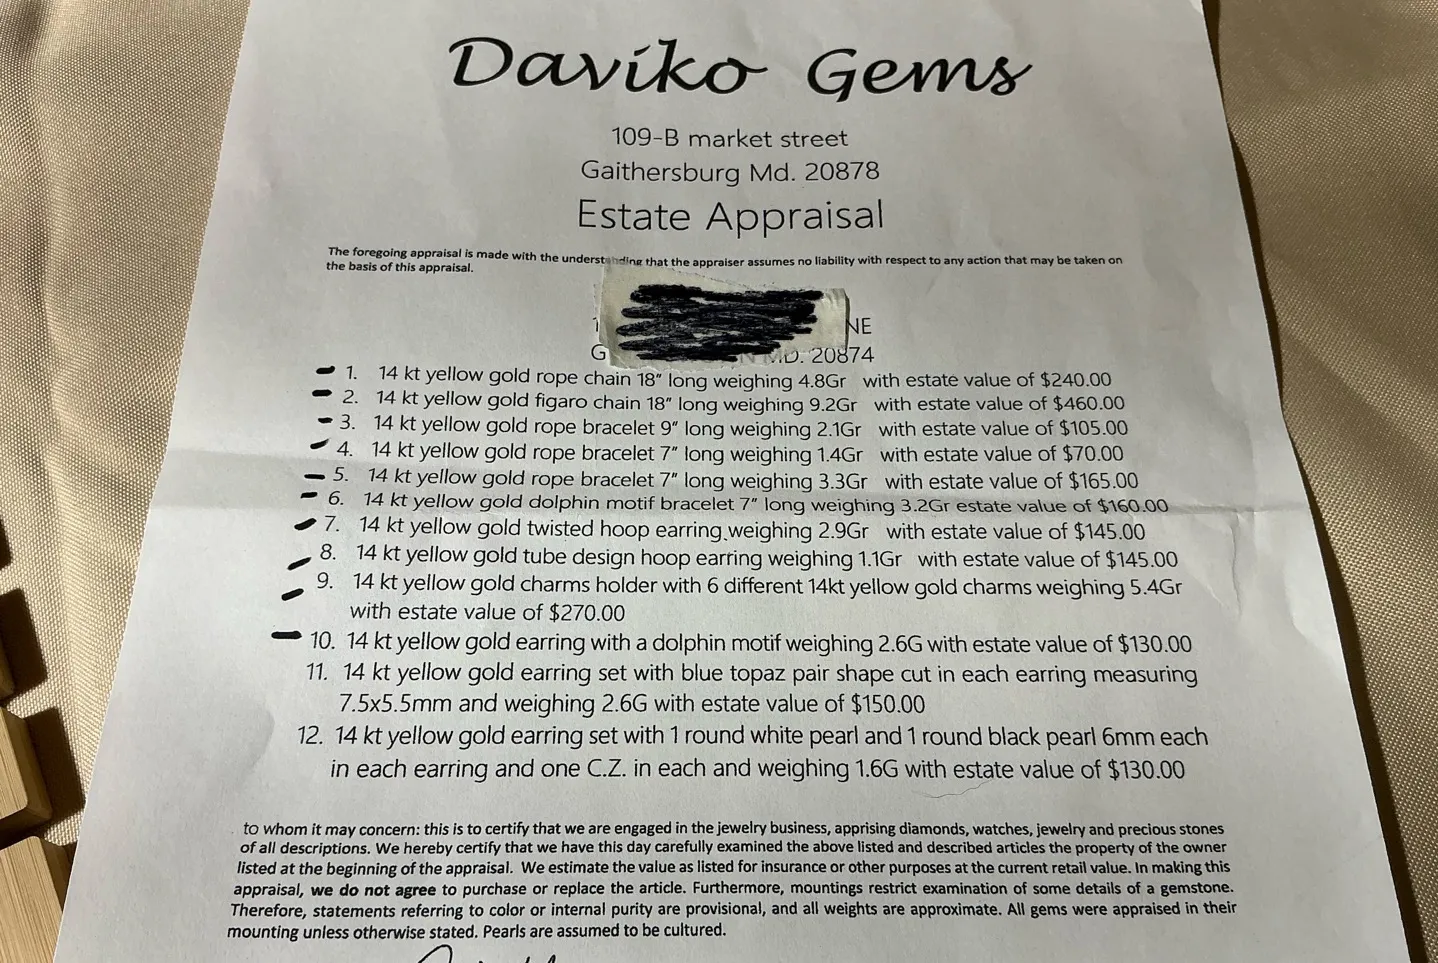 Daviko Gems
109-B market street
Gaithersburg Md. 20878
Estate Appraisal
The foregoing appraisal is made with the understanding that the appraiser assumes no liability with respect to any action that may be taken on
the basis of this appraisal.
NE
MD. 20874
1. 14 kt yellow gold rope chain 18" long weighing 4.8Gr with estate value of $240.00
2. 14 kt yellow gold figaro chain 18" long weighing 9.2Gr with estate value of $460.00
3. 14 kt yellow gold rope bracelet 9" long weighing 2.1Gr with estate value of $105.00
4. 14 kt yellow gold rope bracelet 7" long weighing 1.4Gr with estate value of $70.00
5. 14 kt yellow gold rope bracelet 7" long weighing 3.3Gr with estate value of $165.00
6. 14 kt yellow gold dolphin motif bracelet 7" long weighing 3.2Gr estate value of $160.00
7. 14 kt yellow gold twisted hoop earring weighing 2.9Gr with estate value of $145.00
8. 14 kt yellow gold tube design hoop earring weighing 1.1Gr with estate value of $145.00
9. 14 kt yellow gold charms holder with 6 different 14kt yellow gold charms weighing 5.4Gr
with estate value of $270.00
10. 14 kt yellow gold earring with a dolphin motif weighing 2.6G with estate value of $130.00
11. 14 kt yellow gold earring set with blue topaz pair shape cut in each earring measuring
7.5x5.5mm and weighing 2.6G with estate value of $150.00
12. 14 kt yellow gold earring set with 1 round white pearl and 1 round black pearl 6mm each
in each earring and one C.Z. in each and weighing 1.6G with estate value of $130.00
to whom it may concern: this is to certify that we are engaged in the jewelry business, apprising diamonds, watches, jewelry and precious stones
of all descriptions. We hereby certify that we have this day carefully examined the above listed and described articles the property of the owner
listed at the beginning of the appraisal. We estimate the value as listed for insurance or other purposes at the current retail value. In making this
appraisal, we do not agree to purchase or replace the article. Furthermore, mountings restrict examination of some details of a gemstone.
Therefore, statements referring to color or internal purity are provisional, and all weights are approximate. All gems were appraised in their
mounting unless otherwise stated. Pearls are assumed to be cultured.